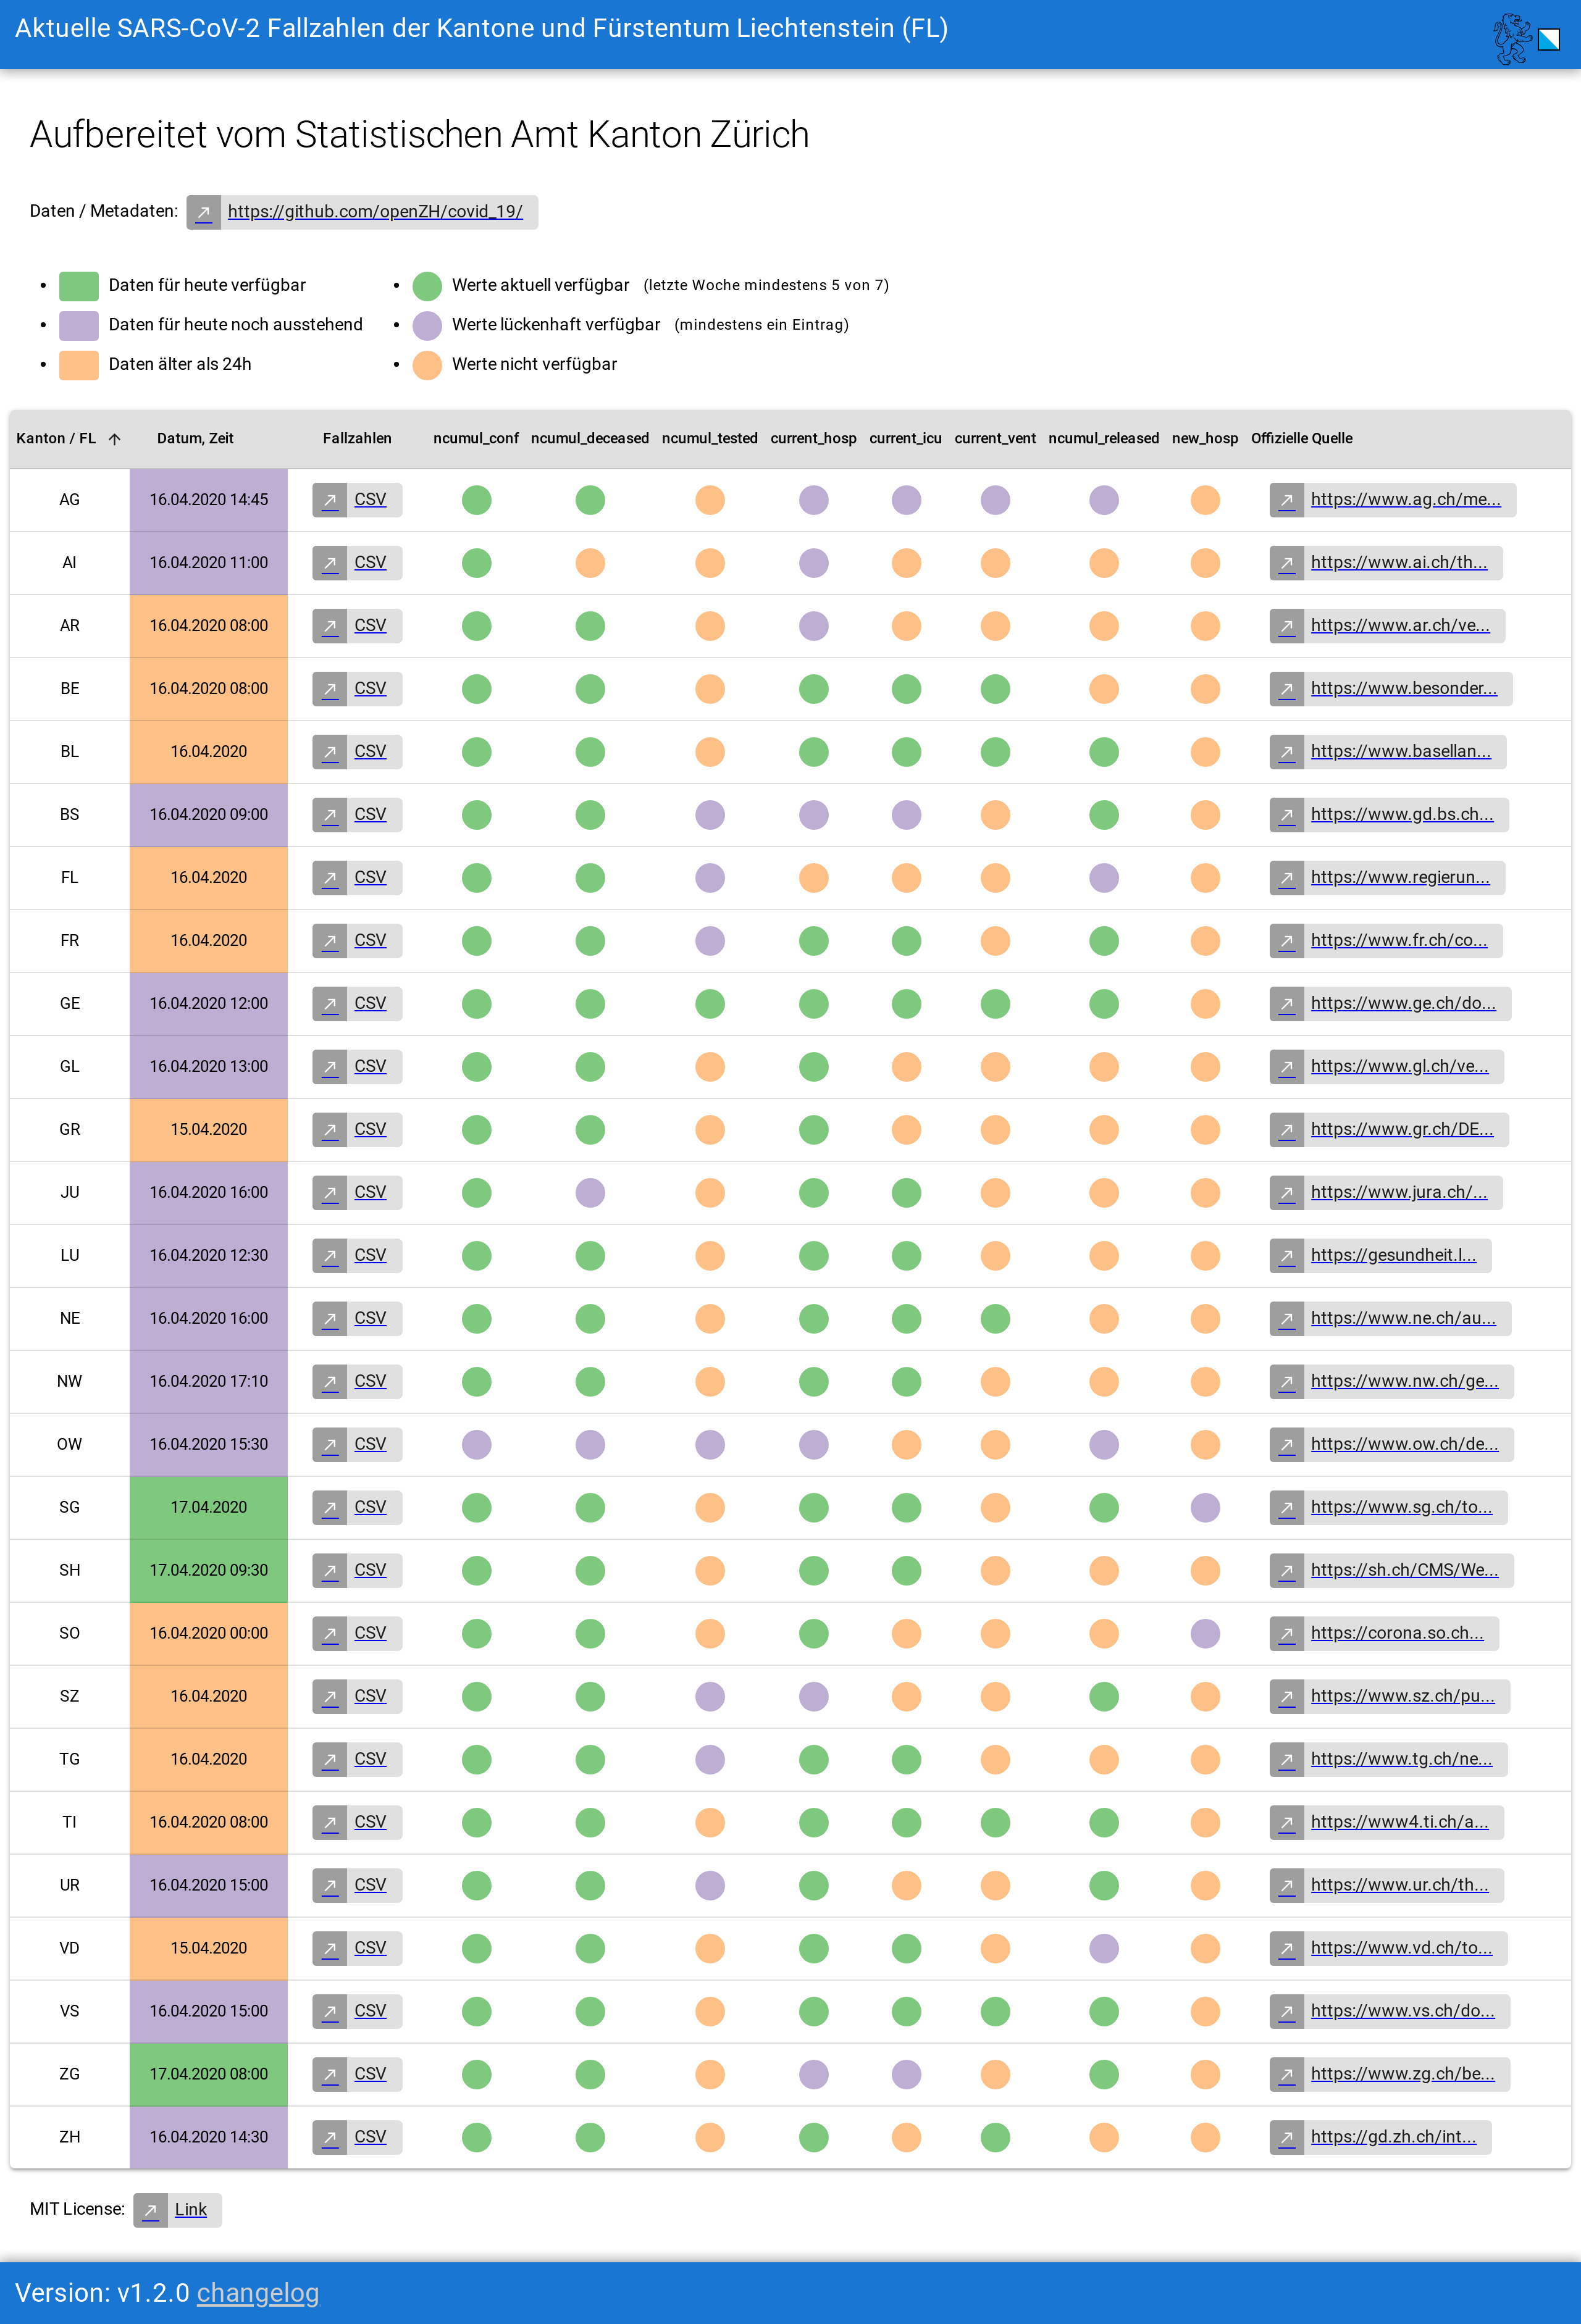 Aktuelle SARS-CoV-2 Fallzahlen der Kantone und Fürstentum Liechtenstein (FL)
Aufbereitet vom Statistischen Amt Kanton Zürich
Daten / Metadaten: https://github.com/openZH/covid_19/
Daten für heute verfügbar
Daten für heute noch ausstehend
Daten älter als 24h
Werte aktuell verfügbar (letzte Woche mindestens 5 von 7)
Werte lückenhaft verfügbar (mindestens ein Eintrag)
Werte nicht verfügbar
Kanton / FL Datum, Zeit Fallzahlen ncumul_conf ncumul_deceased ncumul_tested current_hosp current_icu current_vent ncumul_released new_hosp Offizielle Quelle
AG 16.04.2020 14:45 CSV https://www.ag.ch/me...
AI 16.04.2020 11:00 CSV https://www.ai.ch/th...
AR 16.04.2020 08:00 CSV https://www.ar.ch/ve...
BE 16.04.2020 08:00 CSV https://www.besonder...
BL 16.04.2020 CSV https://www.basellan...
BS 16.04.2020 09:00 CSV https://www.gd.bs.ch...
FL 16.04.2020 CSV https://www.regierun...
FR 16.04.2020 CSV https://www.fr.ch/co...
GE 16.04.2020 12:00 CSV https://www.ge.ch/do...
GL 16.04.2020 13:00 CSV https://www.gl.ch/ve...
GR 15.04.2020 CSV https://www.gr.ch/DE...
JU 16.04.2020 16:00 CSV https://www.jura.ch/...
LU 16.04.2020 12:30 CSV https://gesundheit.l...
NE 16.04.2020 16:00 CSV https://www.ne.ch/au...
NW 16.04.2020 17:10 CSV https://www.nw.ch/ge...
OW 16.04.2020 15:30 CSV https://www.ow.ch/de...
SG 17.04.2020 CSV https://www.sg.ch/to...
SH 17.04.2020 09:30 CSV https://sh.ch/CMS/We...
SO 16.04.2020 00:00 CSV https://corona.so.ch...
SZ 16.04.2020 CSV https://www.sz.ch/pu...
TG 16.04.2020 CSV https://www.tg.ch/ne...
TI 16.04.2020 08:00 CSV https://www4.ti.ch/a...
UR 16.04.2020 15:00 CSV https://www.ur.ch/th...
VD 15.04.2020 CSV https://www.vd.ch/to...
VS 16.04.2020 15:00 CSV https://www.vs.ch/do...
ZG 17.04.2020 08:00 CSV https://www.zg.ch/be...
ZH 16.04.2020 14:30 CSV https://gd.zh.ch/int...
MIT License: Link
Version: v1.2.0 changelog